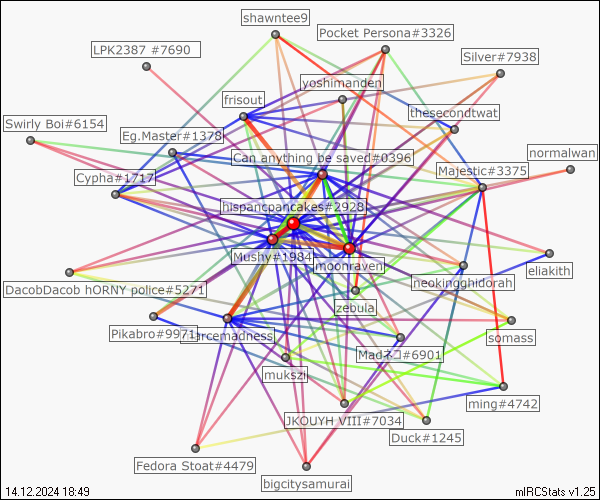 shawntee9
Pocket Persona#3326
LPK2387 #7690
Silver#7938
yoshimanden
frisout
thesecondtwat
Swirly Boi#6154
Eg.Master#1378
normalwan
Can anything be saved#0396
Majestic#3375
Cypha#1717
hispancpancakes#2928
Mushy#1984
moonraven
eliakith
neokingghidorah
DacobDacob hORNY police#5271
zebula
Pikabro#9971
arcemadness
somass
Madネコ#6901
mukszi
ming#4742
JKOUYH VIII#7034
Duck#1245
Fedora Stoat#4479
bigcitysamurai
14.12.2024 18:49
mIRCStats v1.25